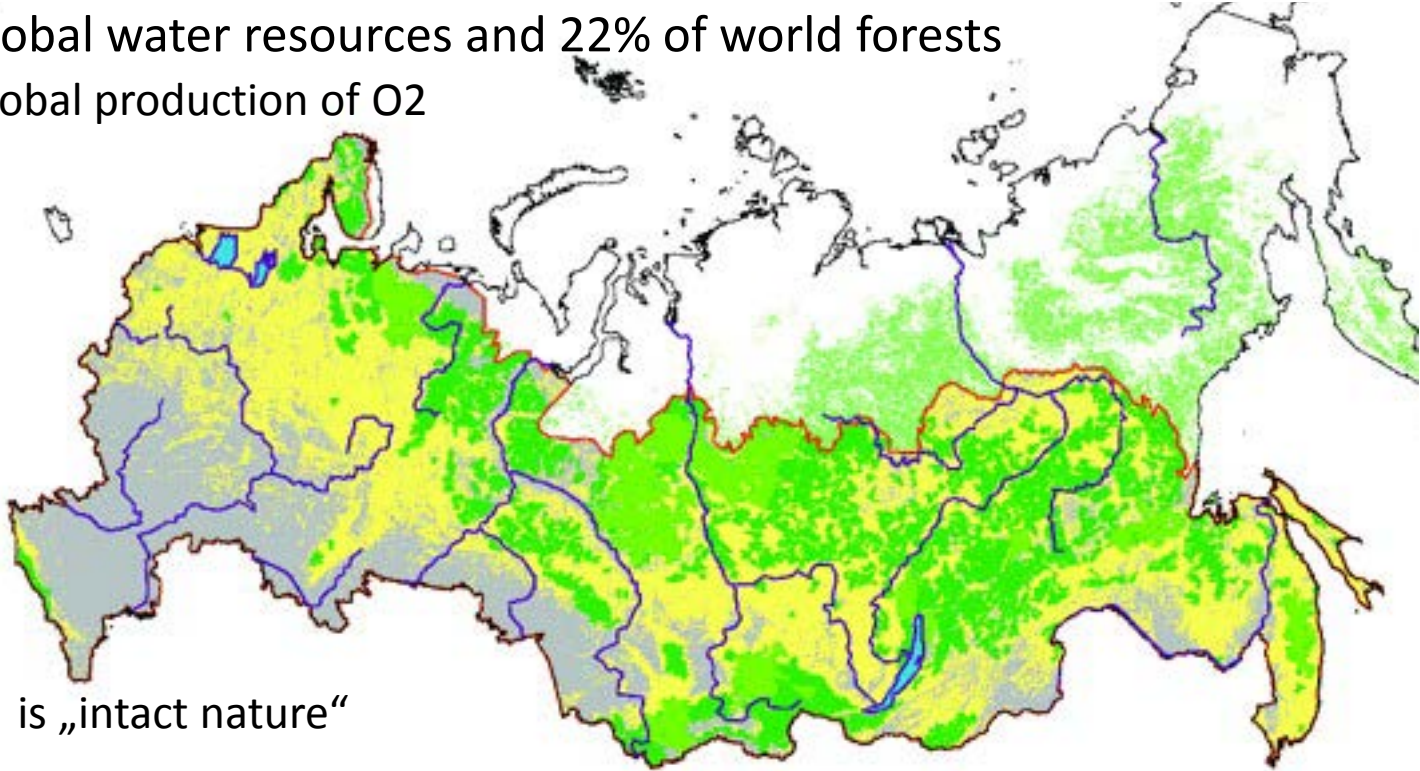 obal water resources and 22% of world forests
obal production of O2
is „intact nature“